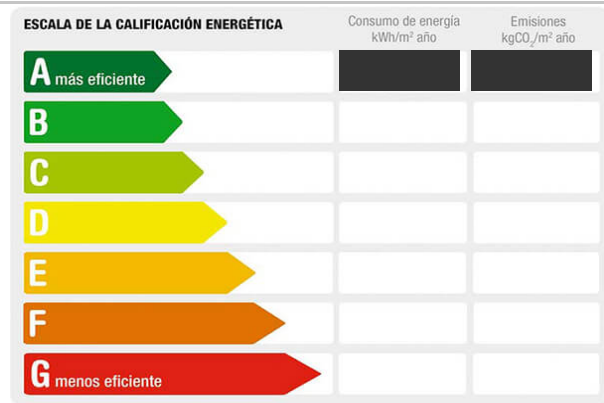 ESCALA DE LA CALIFICACIÓN ENERGÉTICA
Consumo de energía
kWh/m² año
Emisiones
kgCO₂/m² año
A más eficiente
B
C
D
E
F
G menos eficiente